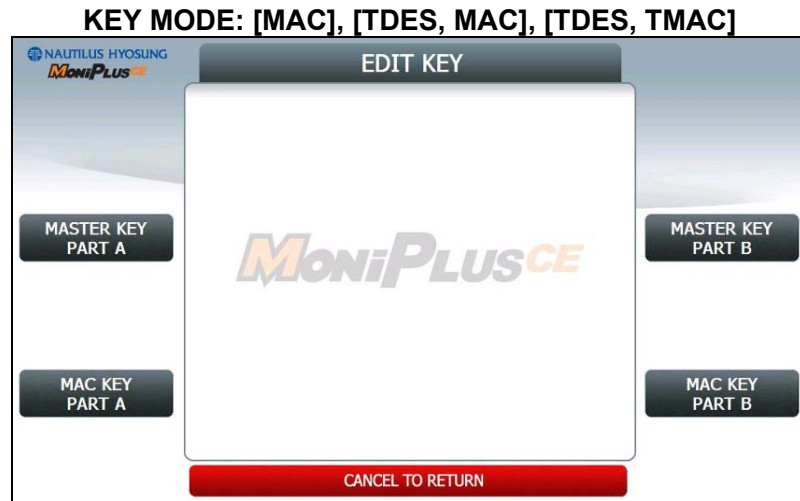 KEY MODE: [MAC], [TDES, MAC], [TDES, TMAC]
NAUTILUS HYOSUNG
MoniPlusCE
EDIT KEY
MASTER KEY
PART A
MoniPlusCE
MASTER KEY
PART B
MAC KEY
PART A
MAC KEY
PART B
CANCEL TO RETURN